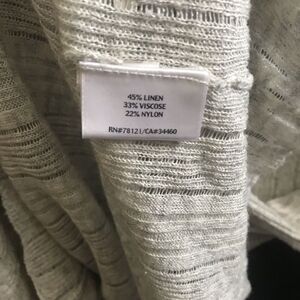 45% LINEN
33% VISCOSE
22% NYLON
RN#78121/CA#34460